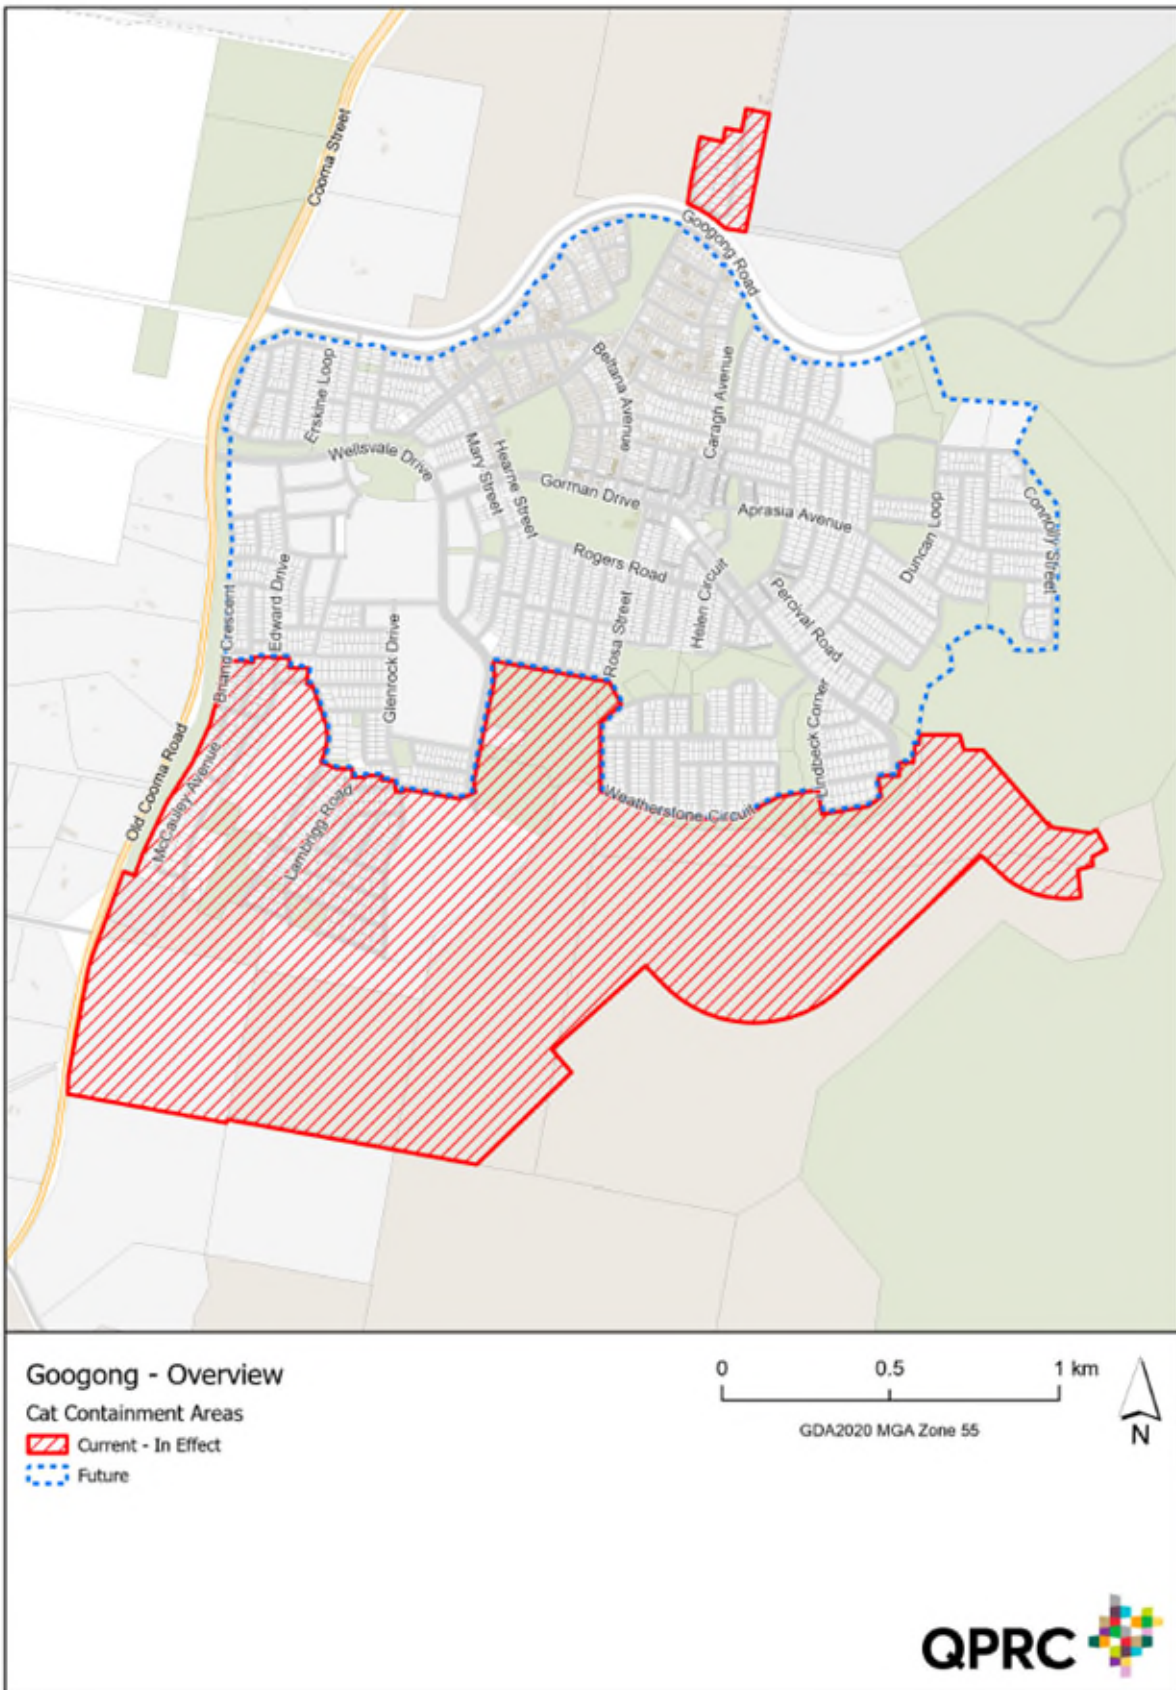 Cooma Street
Googong Road
Erskine Loop
Beltana Avenue
Caragh Avenue
Wellsvale Drive
Mary Street
Hearne Street
Gorman Drive
Aprasia Avenue
Connolly Street
Duncan Loop
Rogers Road
Edward Drive
Helen Circuit
Percival Road
Briand Crescent
Rosa Street
Glenrock Drive
Lindbeck Corner
Old Cooma Road
McCauley Avenue
Lambrigg Road
Weatherstone Circuit
Googong - Overview
Cat Containment Areas
Current - In Effect
Future
0 0.5 1 km
GDA2020 MGA Zone 55
N
QPRC